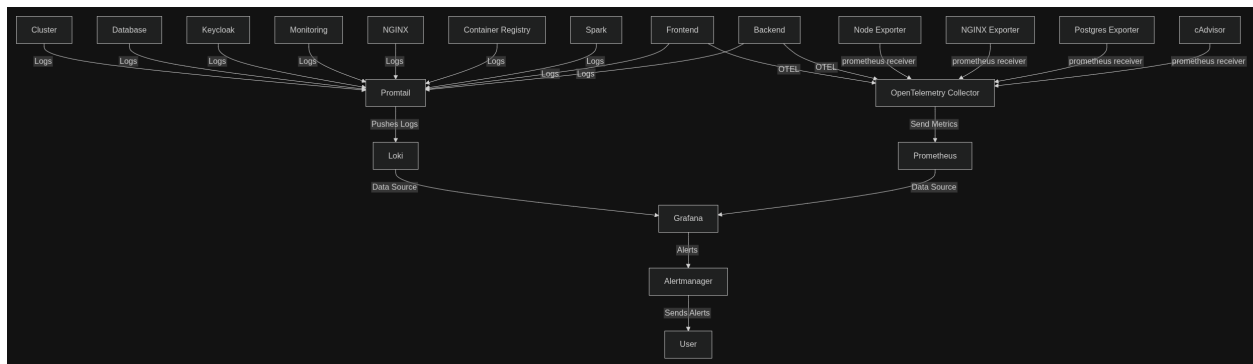 Cluster
Database
Keycloak
Monitoring
NGINX
Container Registry
Spark
Frontend
Backend
Node Exporter
NGINX Exporter
Postgres Exporter
cAdvisor
Logs
Logs
Logs
Logs
Logs
Logs
Logs
Logs
Logs
OTEL
OTEL
prometheus receiver
prometheus receiver
prometheus receiver
prometheus receiver
Promtail
OpenTelemetry Collector
Pushes Logs
Send Metrics
Loki
Prometheus
Data Source
Data Source
Grafana
Alerts
Alertmanager
Sends Alerts
User